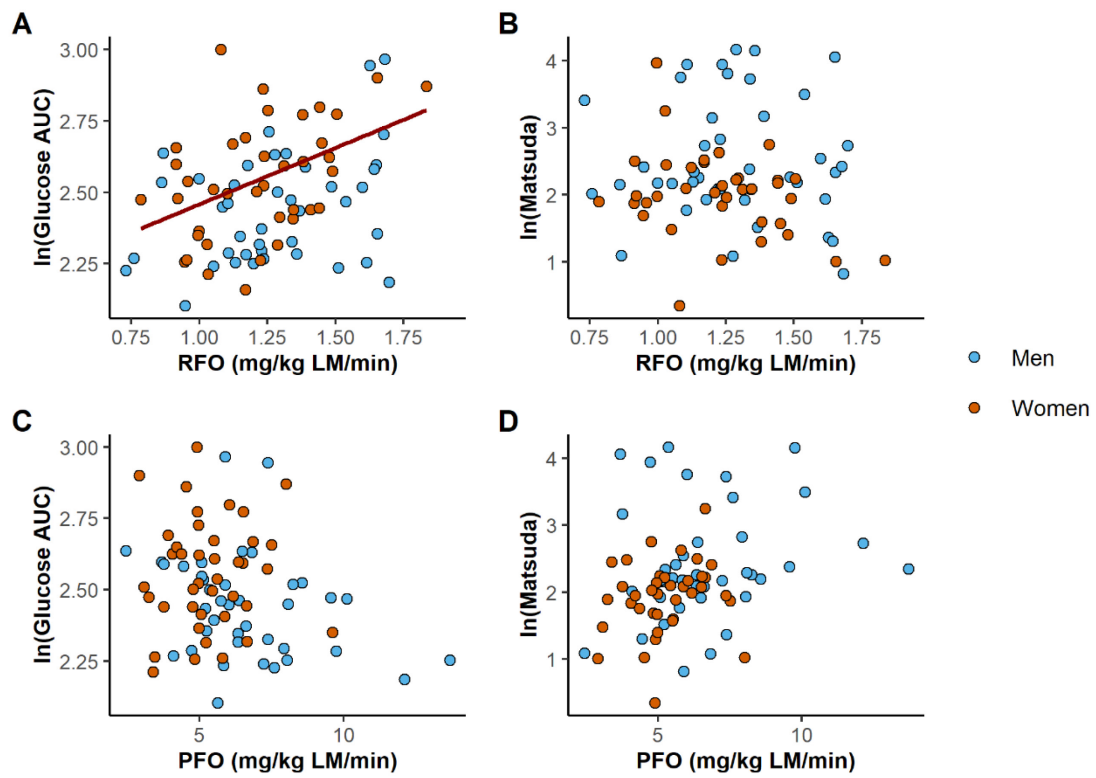 A
ln(Glucose AUC)
3.00
2.75
2.50
2.25
0.75 1.00 1.25 1.50 1.75
RFO (mg/kg LM/min)
B
ln(Matsuda)
4
3
2
1
0.75 1.00 1.25 1.50 1.75
RFO (mg/kg LM/min)
Men
Women
C
ln(Glucose AUC)
3.00
2.75
2.50
2.25
5 10
PFO (mg/kg LM/min)
D
ln(Matsuda)
4
3
2
1
5 10
PFO (mg/kg LM/min)